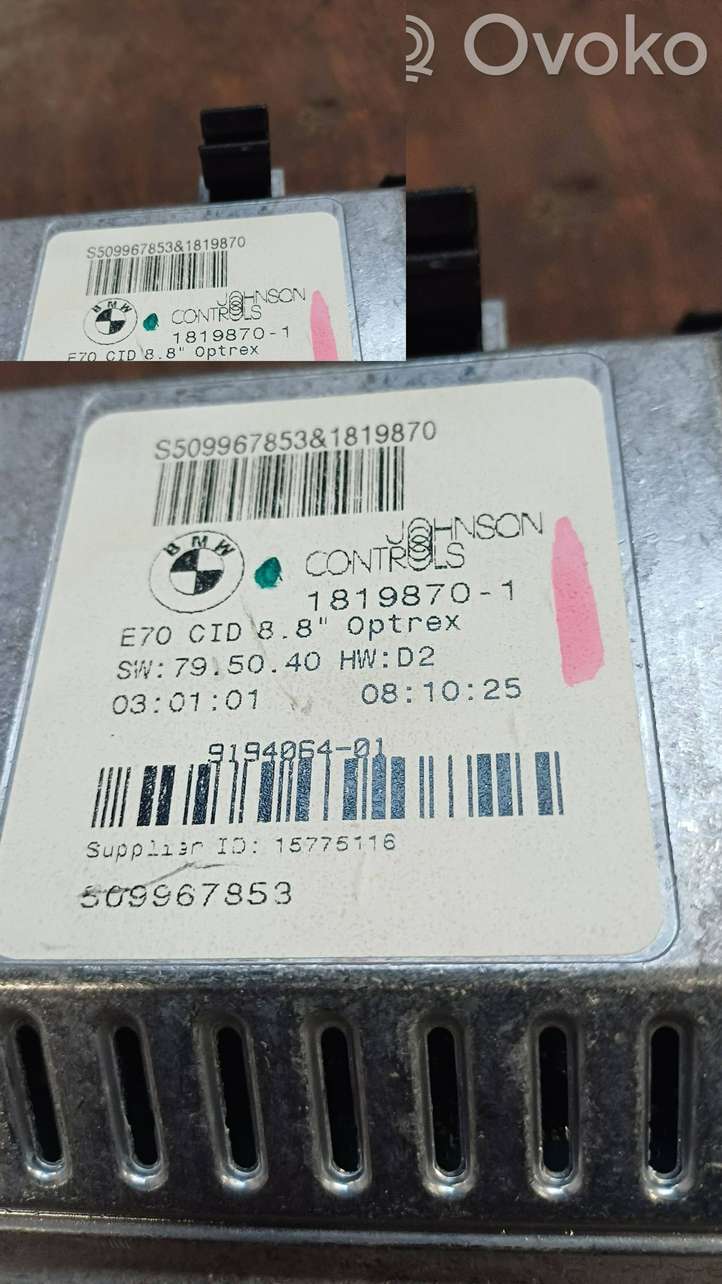 Ovoko
S509967853&1819870
BMW
JOHNSON
CONTROLS
1819870-1
E70 CID 8.8" Optrex
S509967853&1819870
BMW
JOHNSON
CONTROLS
1819870-1
E70 CID 8.8" Optrex
SW:79.50.40 HW:D2
03:01:01 08:10:25
9194064-01
Supplier ID: 15775116
509967853